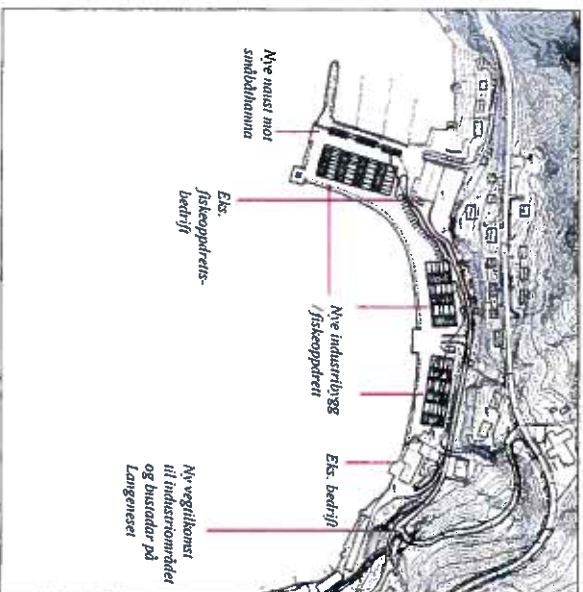 Nye naust mot
småbåthamna
Eks.
fiskeoppdretts-
bedrift
Nye industribygg
/ fiskeoppdrett
Eks. bedrift
Ny vegtilkomst
til industriområdet
og bustadar på
Langeneset